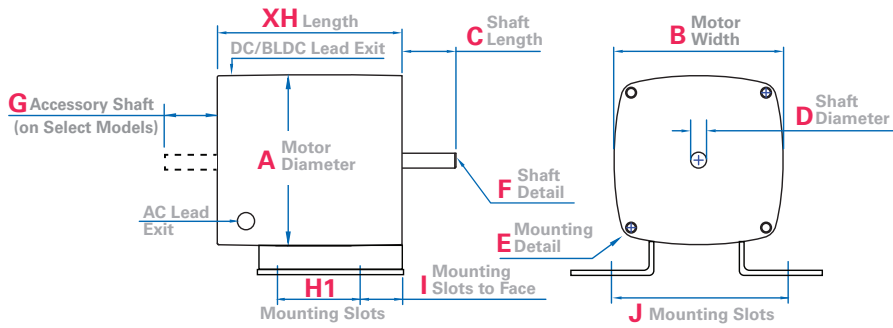 XH Length
DC/BLDC Lead Exit
C Shaft
Length
B Motor
Width
G Accessory Shaft
(on Select Models)
A Motor
Diameter
D Shaft
Diameter
F Shaft
Detail
AC Lead
Exit
E Mounting
Detail
H1
Mounting Slots
I Mounting
Slots to Face
J Mounting Slots